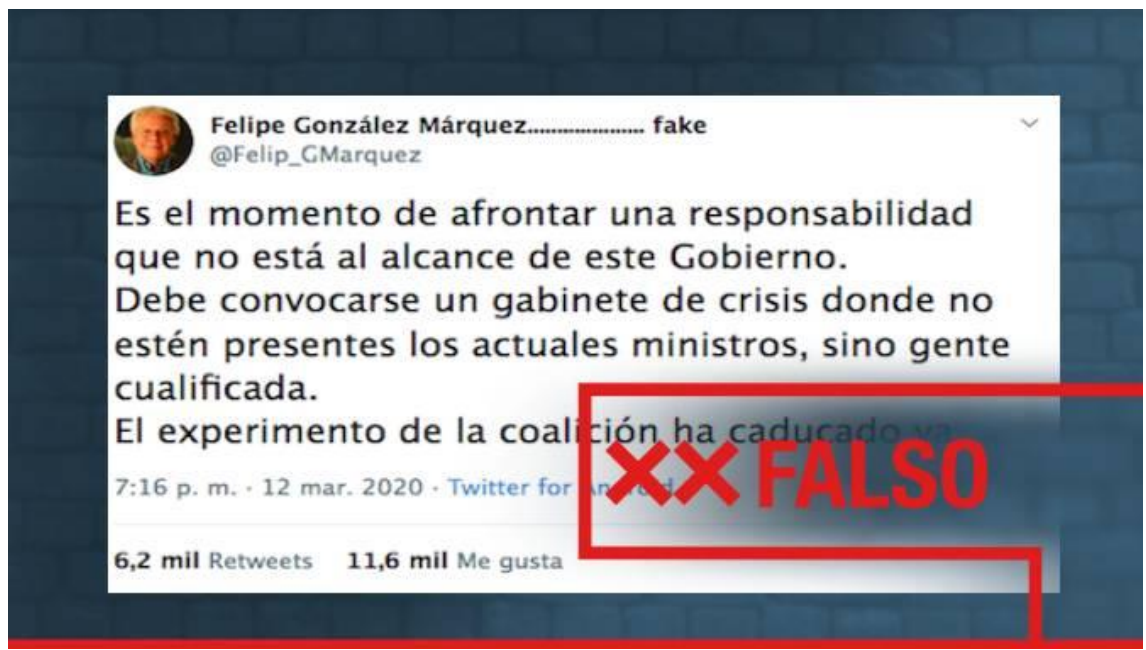 Felipe González Márquez..................... fake
@Felip_GMarquez
Es el momento de afrontar una responsabilidad
que no está al alcance de este Gobierno.
Debe convocarse un gabinete de crisis donde no
estén presentes los actuales ministros, sino gente
cualificada.
El experimento de la coalición ha caducado ya
7:16 p. m. · 12 mar. 2020 · Twitter for Android
XX FALSO
6,2 mil Retweets 11,6 mil Me gusta